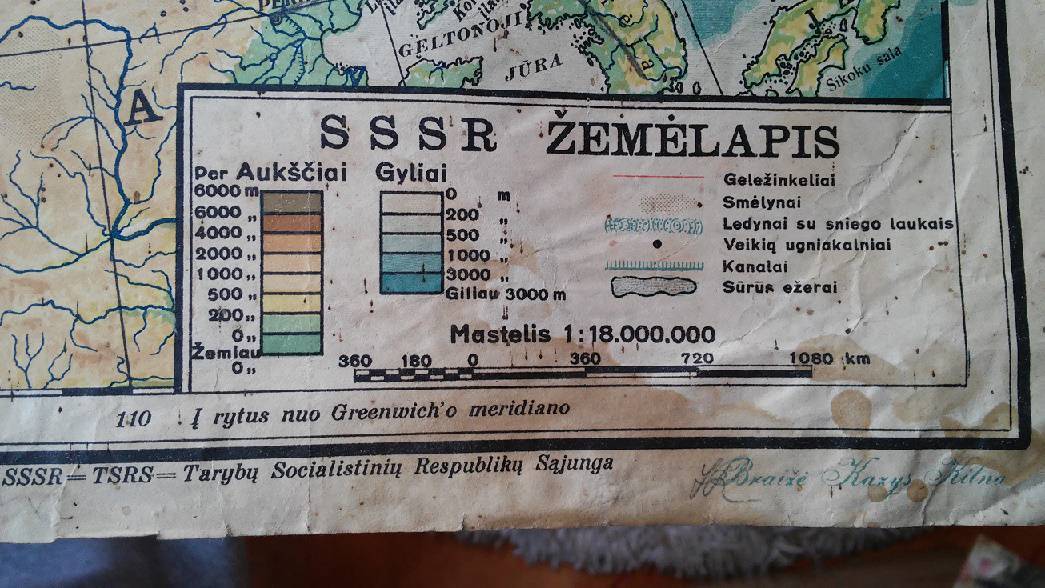 GELTONOJI
JŪRA
Šikoku sala
A
SSSR ŽEMĖLAPIS
Per Aukščiai Gyliai
6000 m
6000 „
4000 „
2000 „
1000 „
500 „
200 „
0 „
Žemiau
0 „
0 m
200 „
500 „
1000 „
3000 „
Giliau 3000 m
Geležinkeliai
Smėlynai
Ledynai su sniego laukais
Veikią ugniakalniai
Kanalai
Sūrūs ežerai
Mastelis 1:18.000.000
360 180 0 360 720 1080 km
110 Į rytus nuo Greenwich'o meridiano
SSSR = TSRS = Tarybų Socialistinių Respublikų Sąjunga
Braižė Kazys Kilna